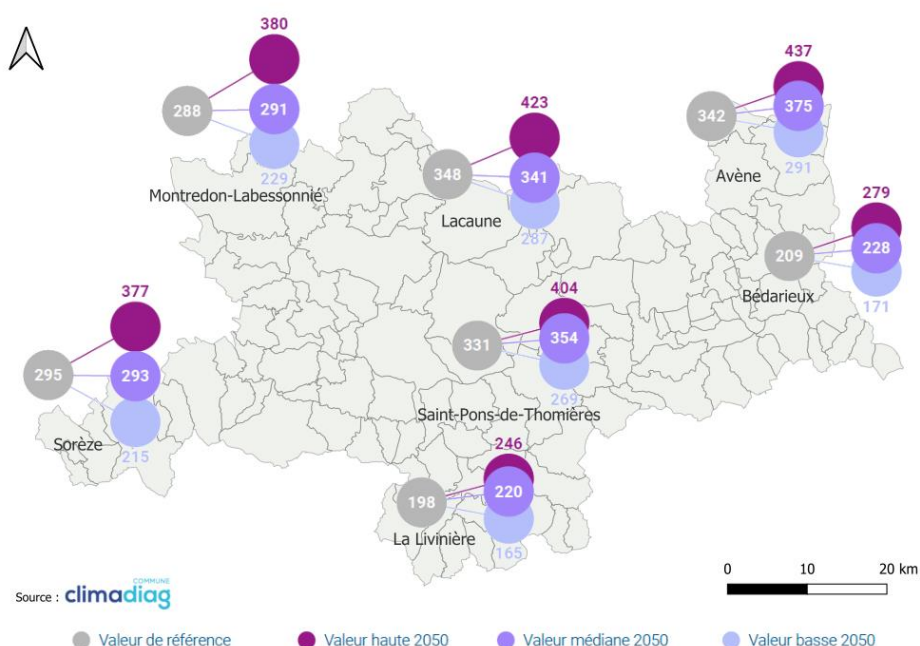 380
288
291
229
Montredon-Labessonnié
423
348
341
287
Lacaune
437
342
375
291
Avène
279
209
228
171
Bédarieux
377
295
293
215
Sorèze
404
331
354
269
Saint-Pons-de-Thomières
246
198
220
165
La Livinière
0 10 20 km
Source : climadiag COMMUNE
Valeur de référence Valeur haute 2050 Valeur médiane 2050 Valeur basse 2050